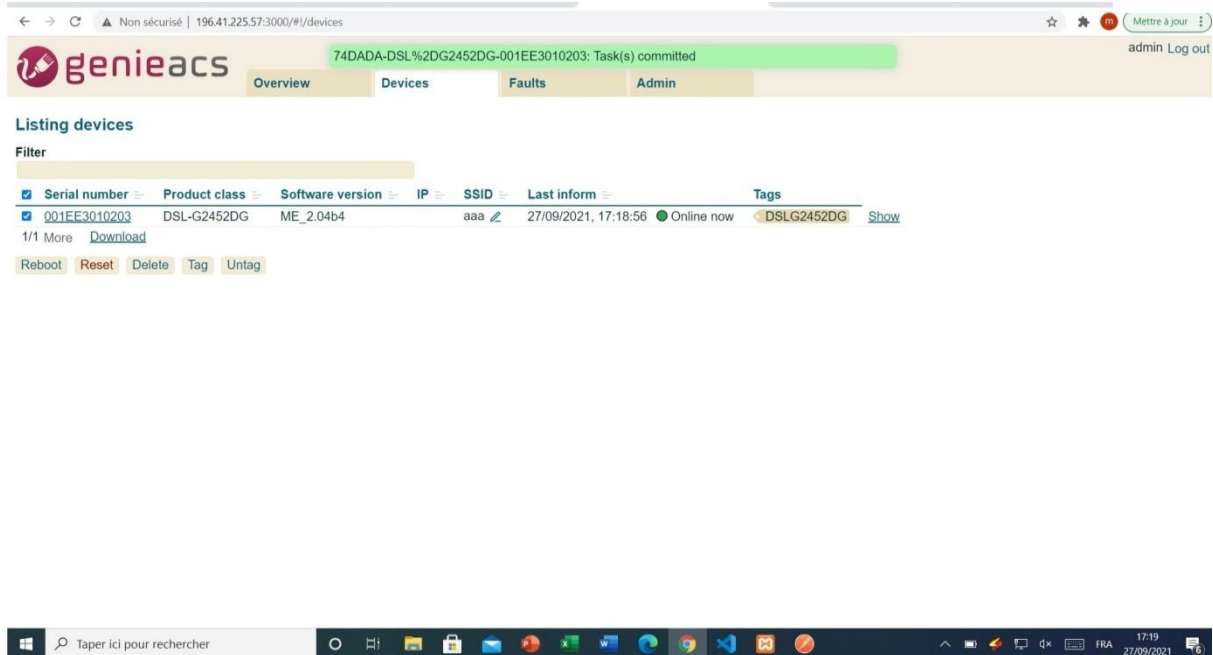 Non sécurisé | 196.41.225.57:3000/#!/devices
m
Mettre à jour
genieacs
74DADA-DSL%2DG2452DG-001EE3010203: Task(s) committed
admin Log out
Overview Devices Faults Admin
Listing devices
Filter
Serial number Product class Software version IP SSID Last inform Tags
001EE3010203 DSL-G2452DG ME_2.04b4 aaa 27/09/2021, 17:18:56 Online now DSLG2452DG Show
1/1 More Download
Reboot Reset Delete Tag Untag
Taper ici pour rechercher
FRA
17:19
27/09/2021
6